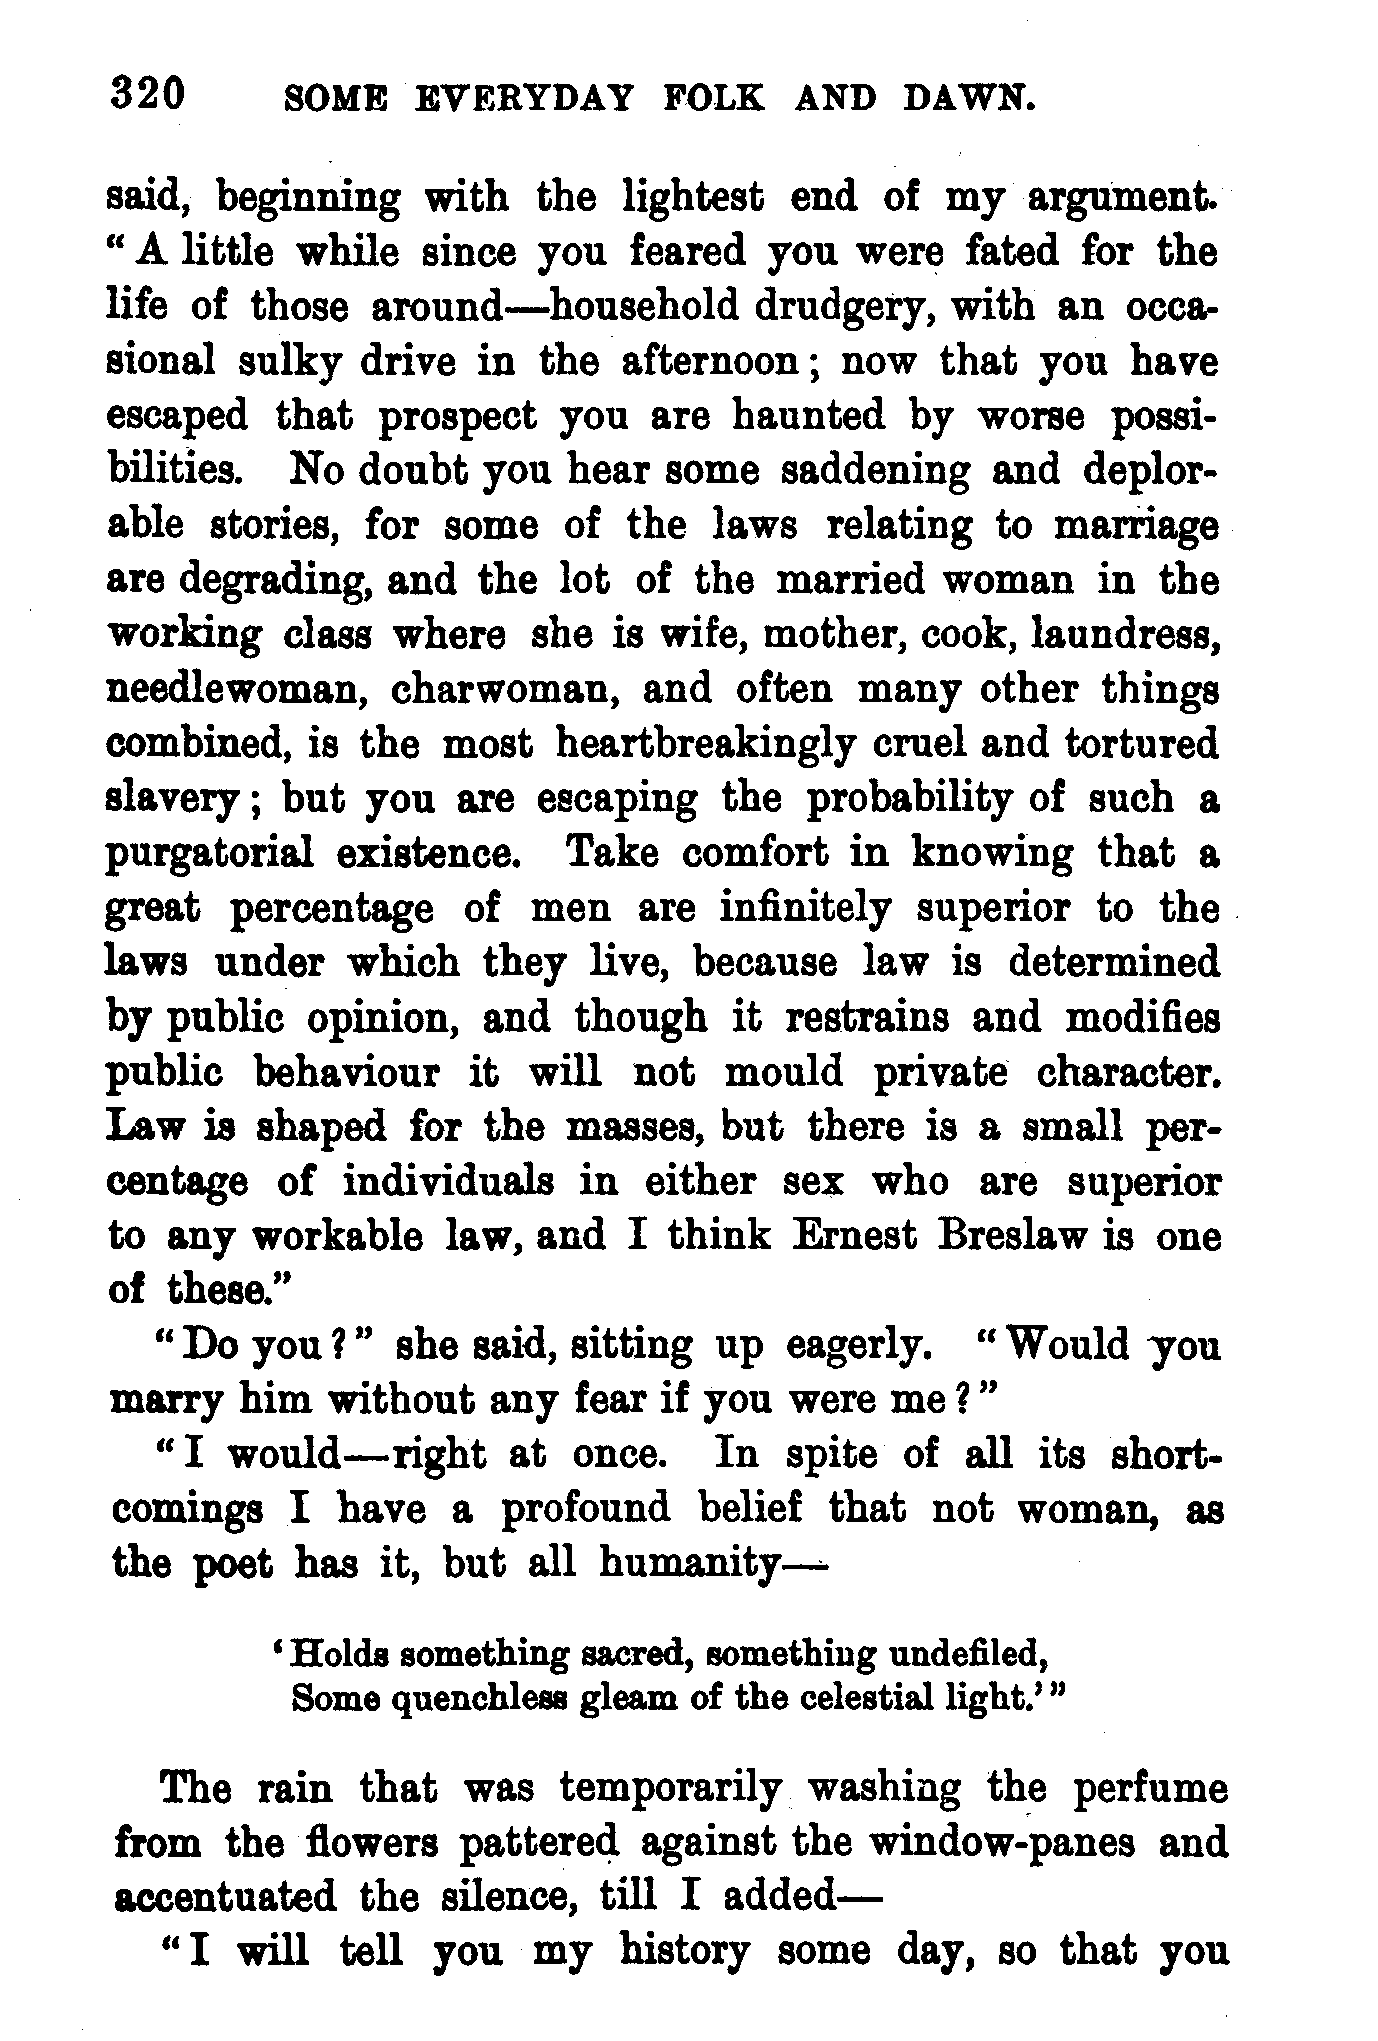 320 SOME EVERYDAY FOLK AND DAWN.
said, beginning with the lightest end of my argument.
“A little while since you feared you were fated for the
life of those around—household drudgery, with an occa-
sional sulky drive in the afternoon; now that you have
escaped that prospect you are haunted by worse possi-
bilities. No doubt you hear some saddening and deplor-
able stories, for some of the laws relating to marriage
are degrading, and the lot of the married woman in the
working class where she is wife, mother, cook, laundress,
needlewoman, charwoman, and often many other things
combined, is the most heartbreakingly cruel and tortured
slavery; but you are escaping the probability of such a
purgatorial existence. Take comfort in knowing that a
great percentage of men are infinitely superior to the
laws under which they live, because law is determined
by public opinion, and though it restrains and modifies
public behaviour it will not mould private character.
Law is shaped for the masses, but there is a small per-
centage of individuals in either sex who are superior
to any workable law, and I think Ernest Breslaw is one
of these.”
“Do you?” she said, sitting up eagerly. “Would you
marry him without any fear if you were me?”
“I would—right at once. In spite of all its short-
comings I have a profound belief that not woman, as
the poet has it, but all humanity—
‘Holds something sacred, something undefiled,
Some quenchless gleam of the celestial light.’”
The rain that was temporarily washing the perfume
from the flowers pattered against the window-panes and
accentuated the silence, till I added—
“I will tell you my history some day, so that you